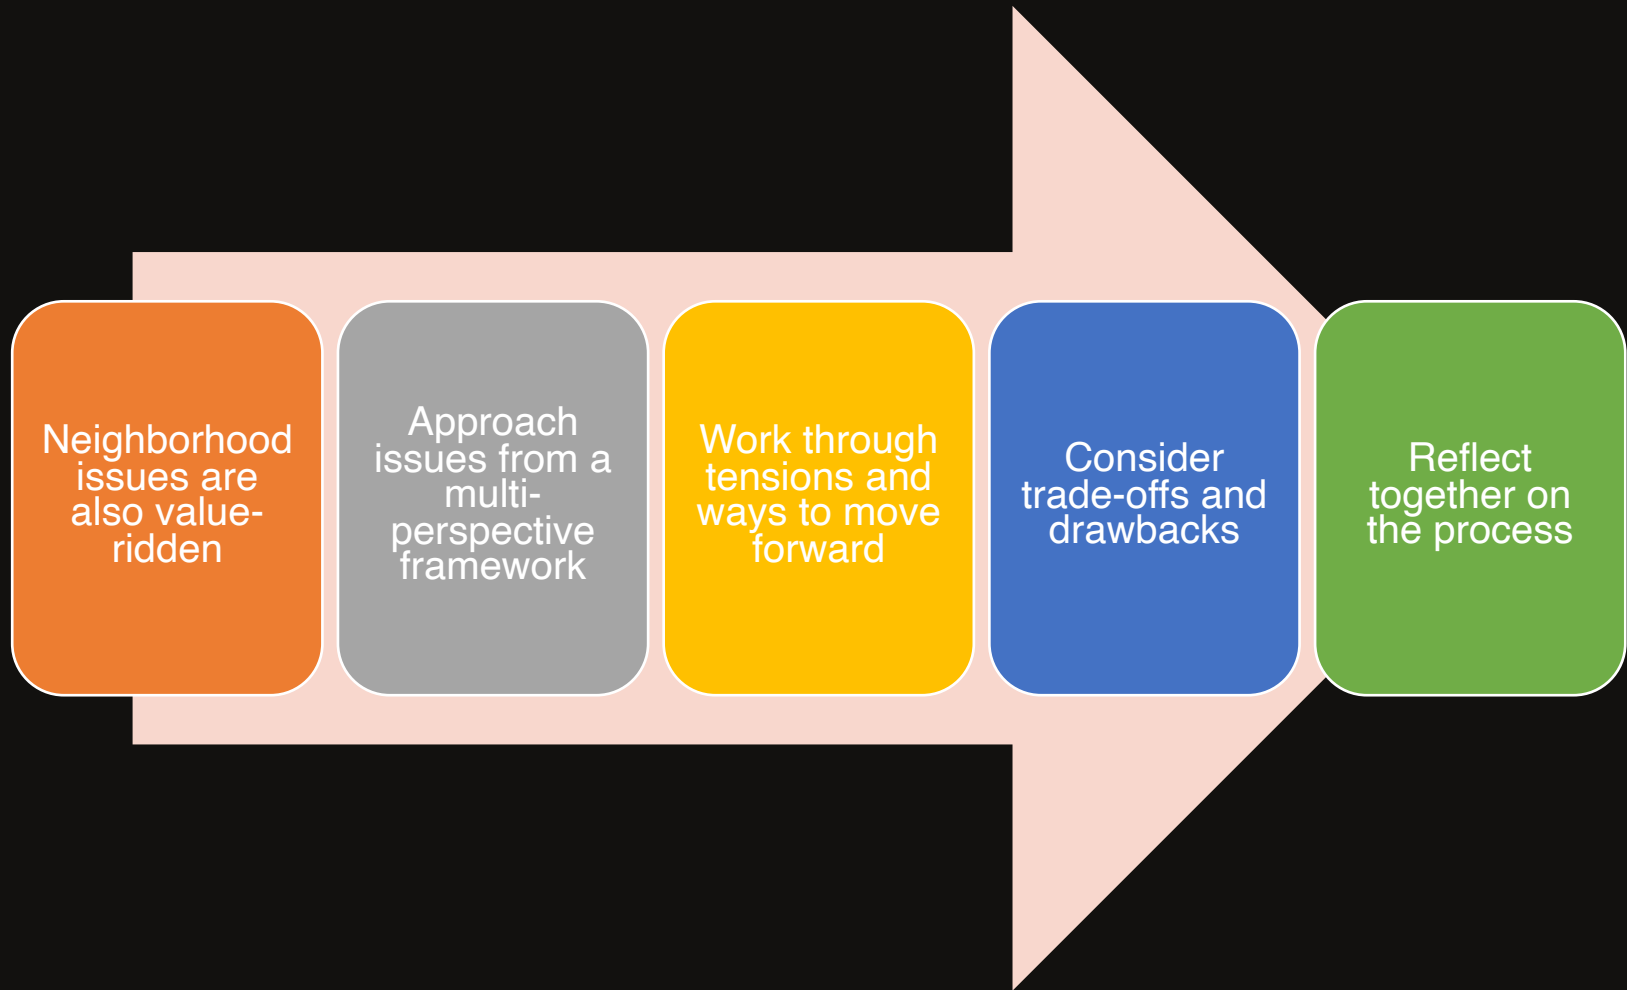 Neighborhood
issues are
also value-
ridden
Approach
issues from a
multi-
perspective
framework
Work through
tensions and
ways to move
forward
Consider
trade-offs and
drawbacks
Reflect
together on
the process